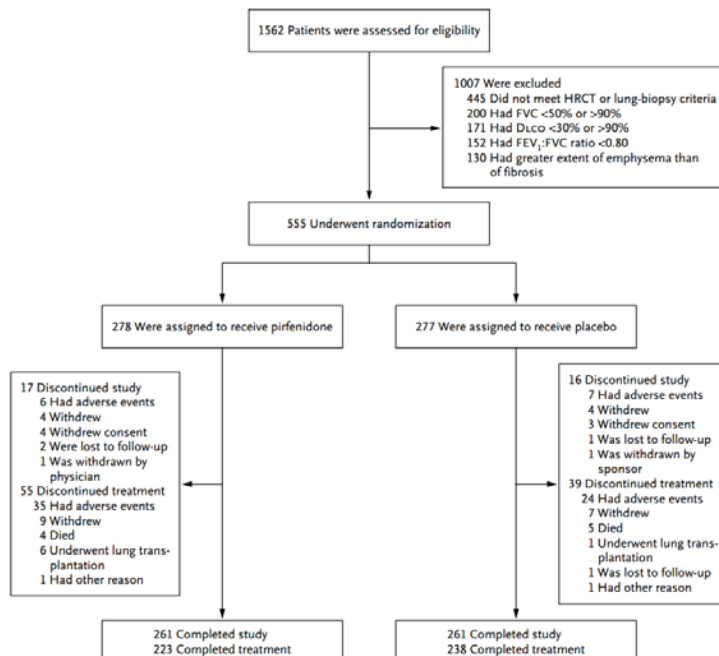 1562 Patients were assessed for eligibility
1007 Were excluded
445 Did not meet HRCT or lung-biopsy criteria
200 Had FVC <50% or >90%
171 Had DLCO <30% or >90%
152 Had FEV₁:FVC ratio <0.80
130 Had greater extent of emphysema than
of fibrosis
555 Underwent randomization
278 Were assigned to receive pirfenidone
277 Were assigned to receive placebo
17 Discontinued study
6 Had adverse events
4 Withdrew
4 Withdrew consent
2 Were lost to follow-up
1 Was withdrawn by
physician
55 Discontinued treatment
35 Had adverse events
9 Withdrew
4 Died
6 Underwent lung trans-
plantation
1 Had other reason
16 Discontinued study
7 Had adverse events
4 Withdrew
3 Withdrew consent
1 Was lost to follow-up
1 Was withdrawn by
sponsor
39 Discontinued treatment
24 Had adverse events
7 Withdrew
5 Died
1 Underwent lung trans-
plantation
1 Was lost to follow-up
1 Had other reason
261 Completed study
223 Completed treatment
261 Completed study
238 Completed treatment